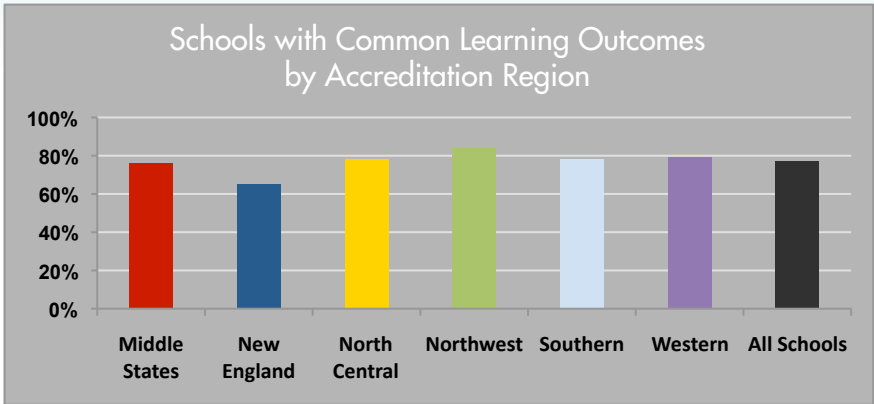 Schools with Common Learning Outcomes
by Accreditation Region
100%
80%
60%
40%
20%
0%
Middle States
New England
North Central
Northwest
Southern
Western
All Schools